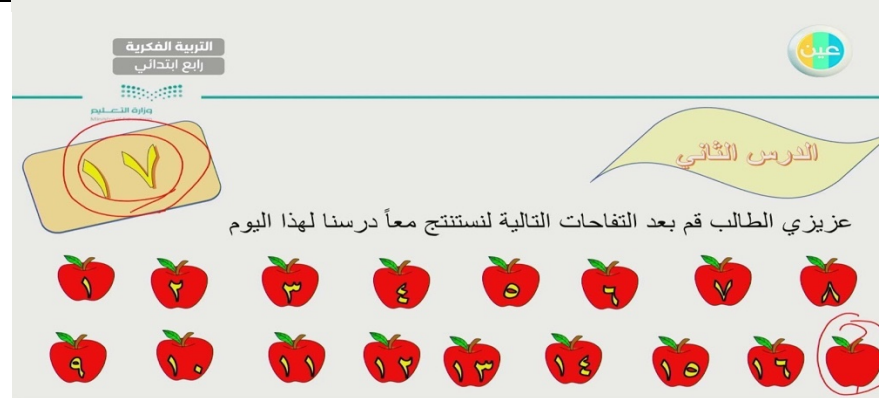 التربية الفكرية
رابع ابتدائي
عين
وزارة التعليم
الدرس الثاني
١٧
عزيزي الطالب قم بعد التفاحات التالية لنستنتج معاً درسنا لهذا اليوم
١ ٢ ٣ ٤ ٥ ٦ ٧ ٨
٩ ١٠ ١١ ١٢ ١٣ ١٤ ١٥ ١٦